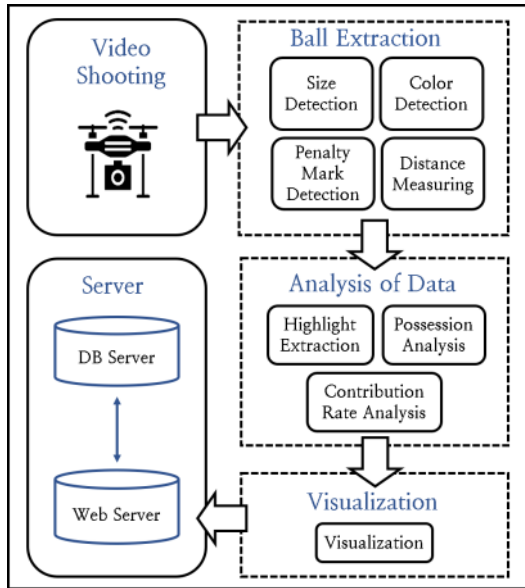 Video
Shooting
Ball Extraction
Size
Detection
Color
Detection
Penalty
Mark
Detection
Distance
Measuring
Analysis of Data
Highlight
Extraction
Possession
Analysis
Contribution
Rate Analysis
Visualization
Visualization
Server
DB Server
Web Server